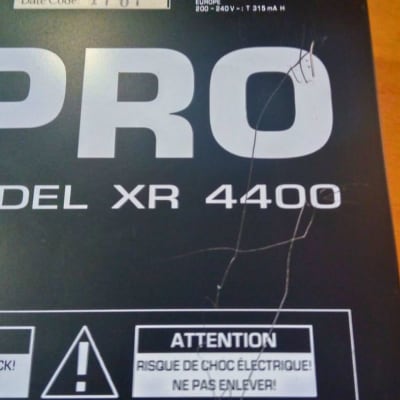 Date Code: 1707
EUROPE
200 - 240 V~: T 315 mA H
PRO
DEL XR 4400
ATTENTION
CK!
RISQUE DE CHOC ÉLECTRIQUE!
NE PAS ENLEVER!